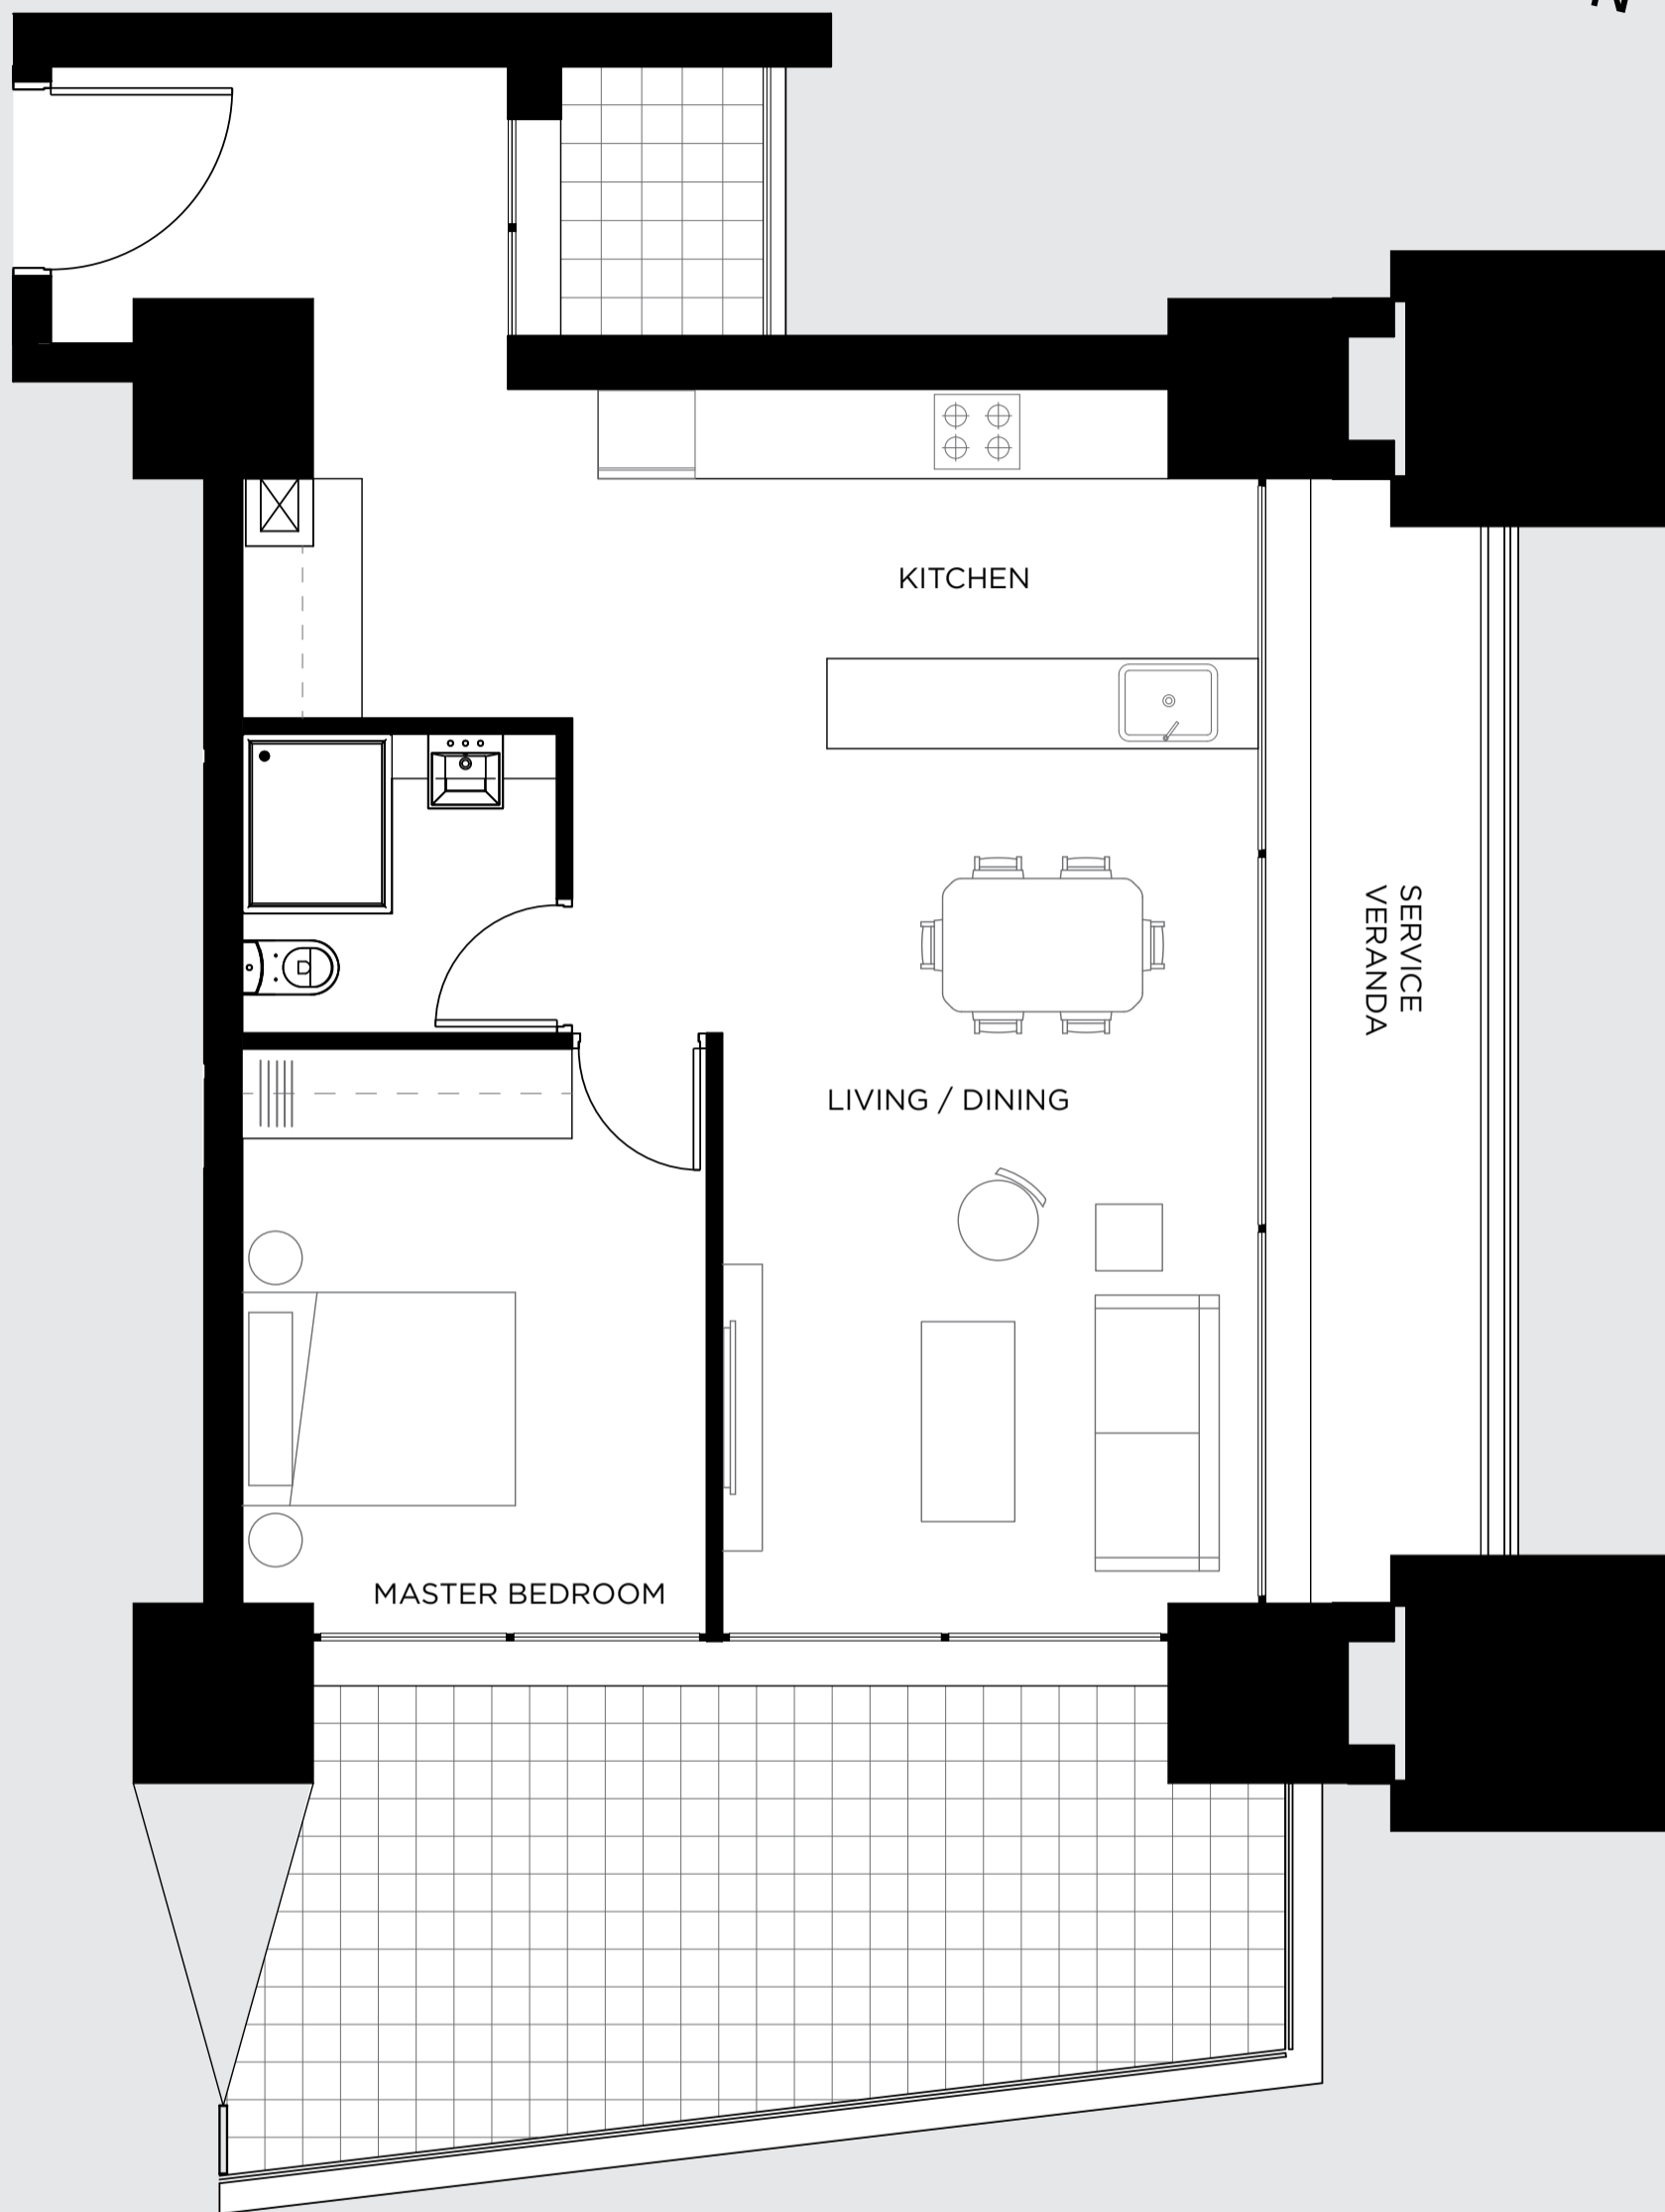 N
KITCHEN
SERVICE
VERANDA
LIVING / DINING
MASTER BEDROOM